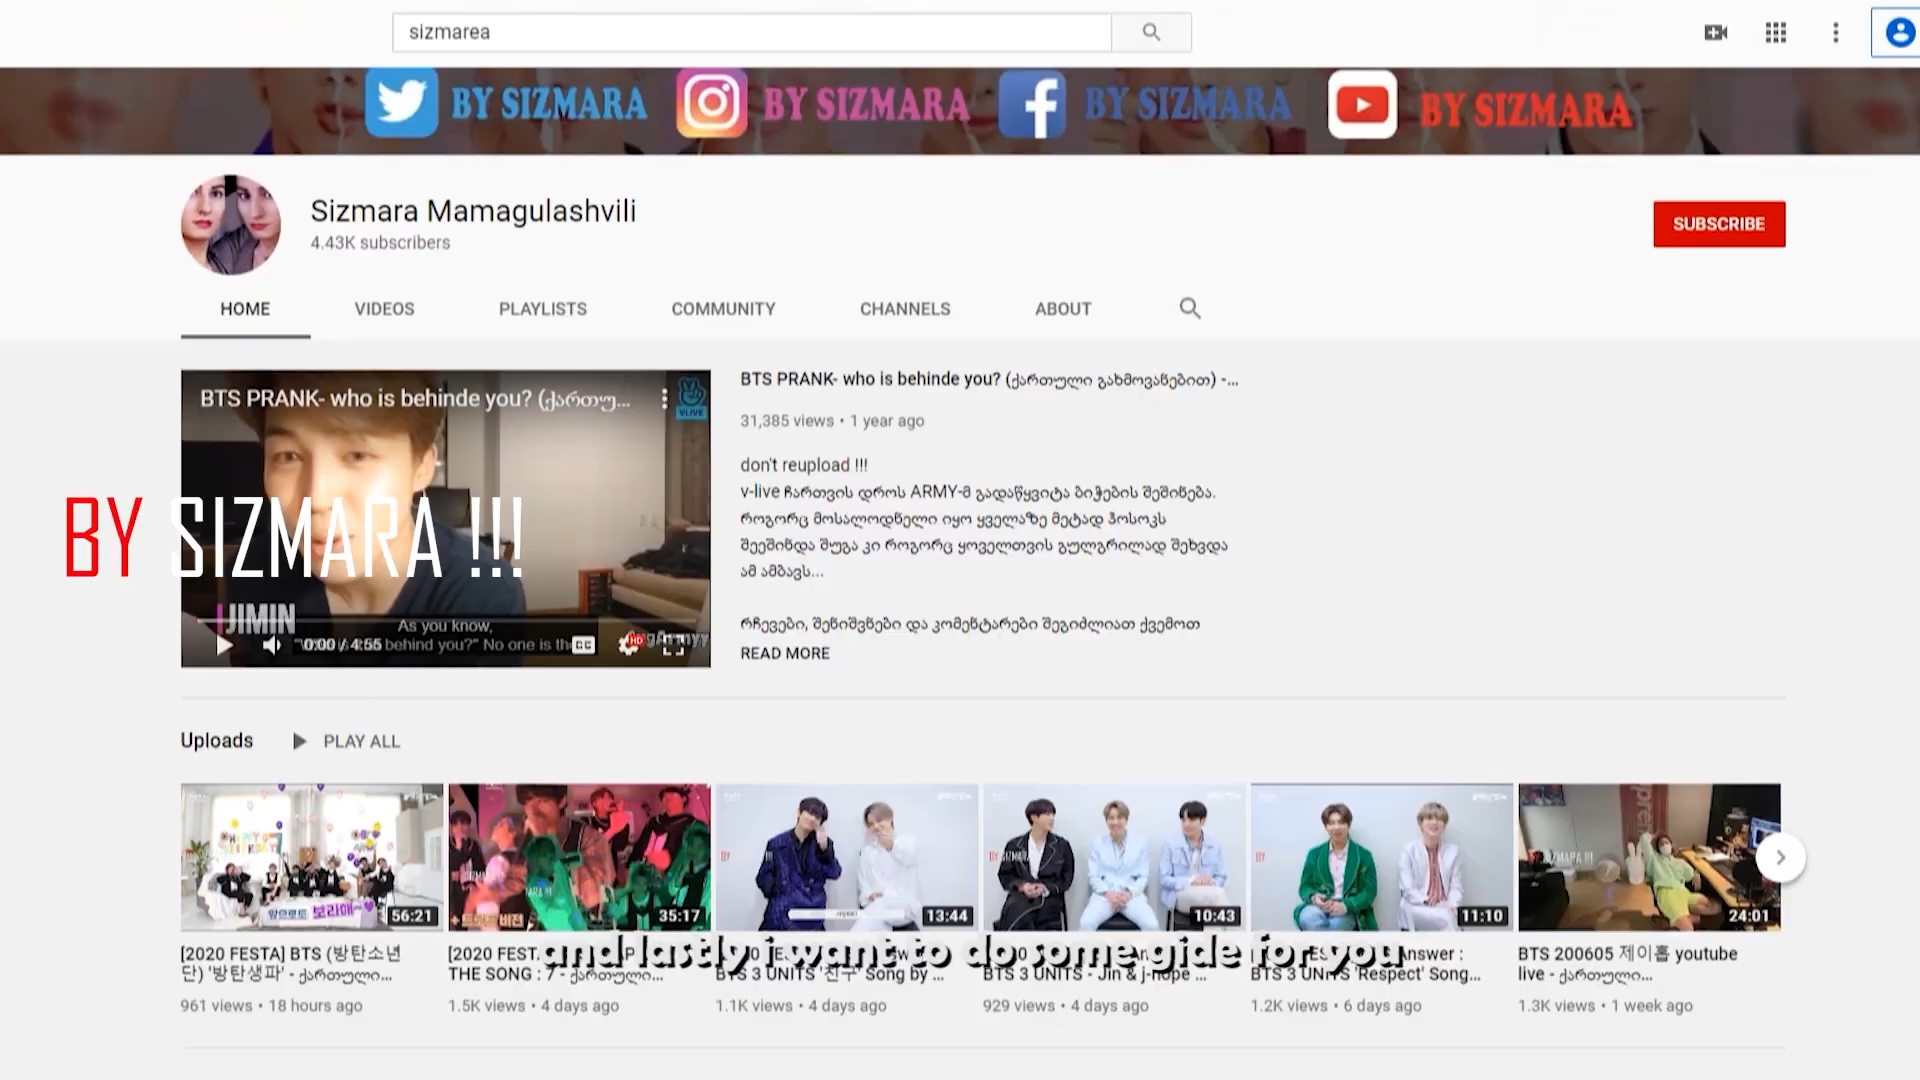 sizmarea
BY SIZMARA
BY SIZMARA
BY SIZMARA
BY SIZMARA
Sizmara Mamagulashvili
4.43K subscribers
SUBSCRIBE
HOME
VIDEOS
PLAYLISTS
COMMUNITY
CHANNELS
ABOUT
BTS PRANK- who is behinde you? (ქართუ...
VLIVE
BY SIZMARA !!!
JIMIN
As you know,
0:00 / 4:55
behind you?" No one is the
CC
HD
BTS PRANK- who is behinde you? (ქართული გახმოვანებით) -...
31,385 views • 1 year ago
don't reupload !!!
v-live ჩართვის დროს ARMY-მ გადაწყვიტა ბიჭების შეშინება.
როგორც მოსალოდნელი იყო ყველაზე მეტად ჰოსოკს
შეეშინდა შუგა კი როგორც ყოველთვის გულგრილად შეხვდა
ამ ამბავს...
რჩევები, შენიშვნები და კომენტარები შეგიძლიათ ქვემოთ
READ MORE
Uploads
PLAY ALL
56:21
35:17
13:44
10:43
11:10
24:01
and lastly i want to do some gide for you
[2020 FESTA] BTS (방탄소년
단) '방탄생파' - ქართული...
961 views • 18 hours ago
[2020 FEST
THE SONG : 7 - ქართული...
1.5K views • 4 days ago
BTS 3 UNITS '친구' Song by ...
1.1K views • 4 days ago
BTS 3 UNITS - Jin & j-hope ...
929 views • 4 days ago
Answer :
BTS 3 UNITS 'Respect' Song...
1.2K views • 6 days ago
BTS 200605 제이홉 youtube
live - ქართული...
1.3K views • 1 week ago